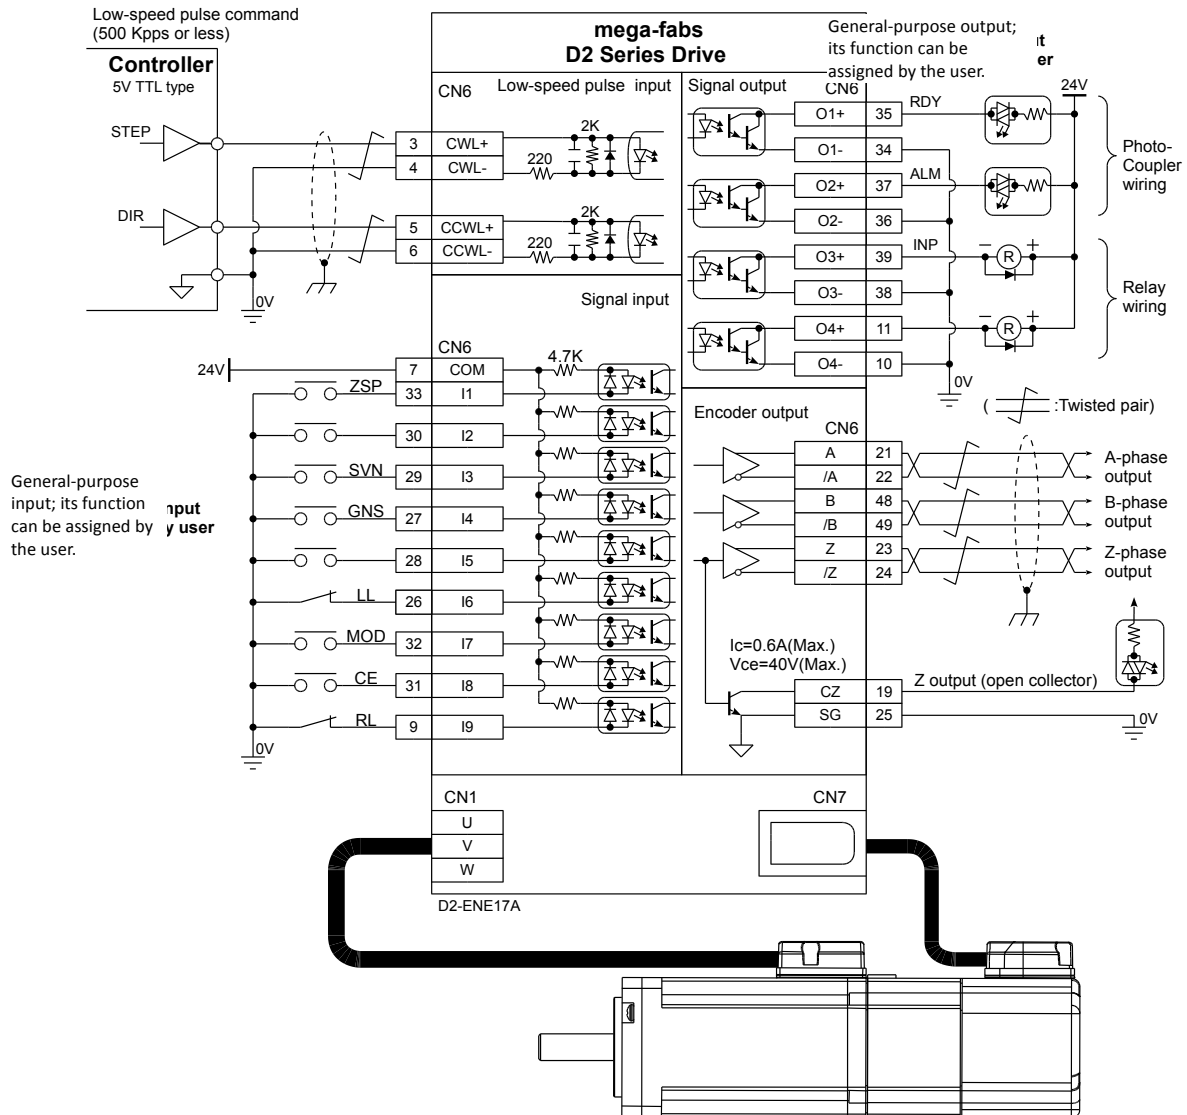 Low-speed pulse command
(500 Kpps or less)
Controller
5V TTL type
STEP
DIR
0V
mega-fabs
D2 Series Drive
CN6
Low-speed pulse input
3 CWL+
4 CWL-
2K
220
5 CCWL+
6 CCWL-
2K
220
Signal input
CN6
24V
7 COM
4.7K
ZSP 33 I1
30 I2
SVN 29 I3
GNS 27 I4
28 I5
LL 26 I6
MOD 32 I7
CE 31 I8
RL 9 I9
0V
General-purpose
input; its function
can be assigned by
the user.
nput
y user
General-purpose output;
its function can be
assigned by the user.
er
Signal output
CN6
24V
O1+ 35 RDY
O1- 34
O2+ 37 ALM
O2- 36
O3+ 39 INP
O3- 38
O4+ 11
O4- 10
− R +
− R +
Photo-
Coupler
wiring
Relay
wiring
0V
( :Twisted pair)
Encoder output
CN6
A 21
/A 22
B 48
/B 49
Z 23
/Z 24
A-phase
output
B-phase
output
Z-phase
output
Ic=0.6A(Max.)
Vce=40V(Max.)
CZ 19
SG 25
Z output (open collector)
0V
CN1
U
V
W
CN7
D2-ENE17A